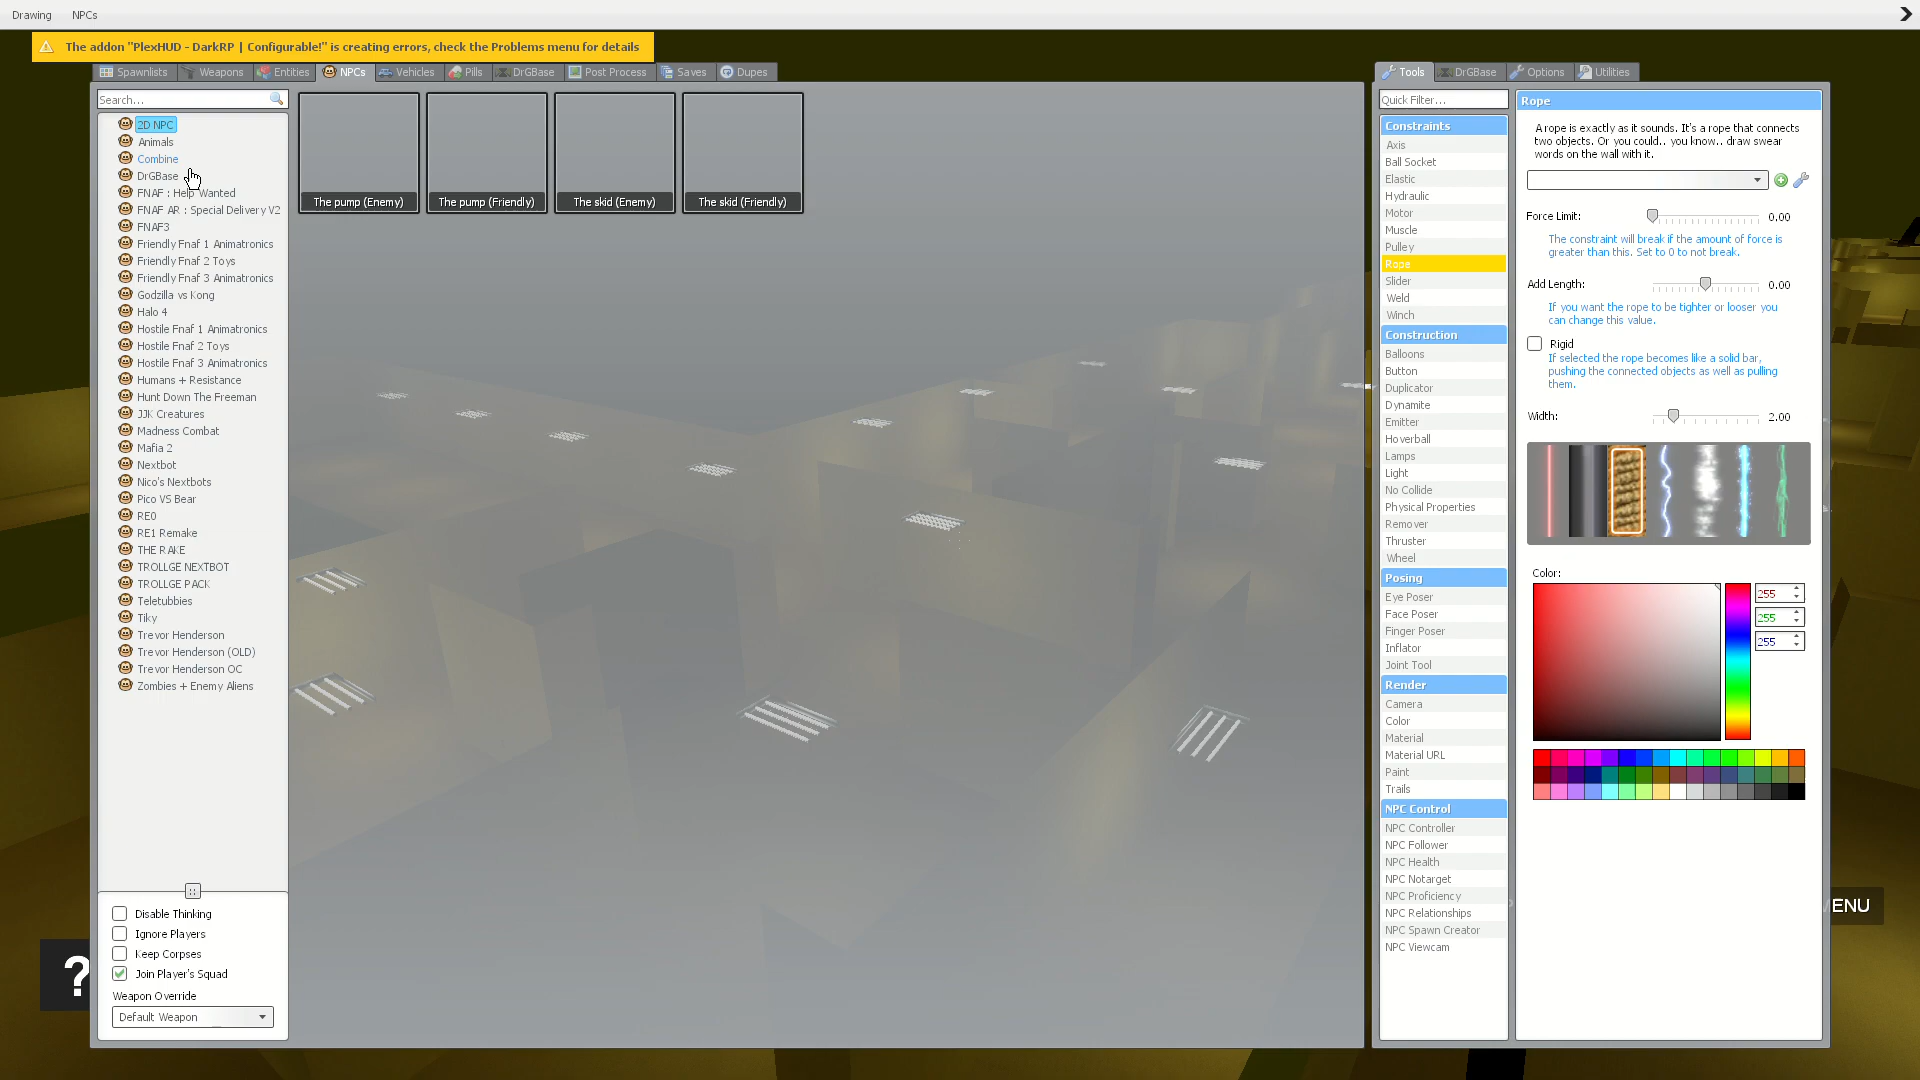 Drawing NPCs
The addon "PlexHUD - DarkRP | Configurable!" is creating errors, check the Problems menu for details
Spawnlists Weapons Entities NPCs Vehicles Pills DrGBase Post Process Saves Dupes
Search...
2D NPC
Animals
Combine
DrGBase
FNAF : Help Wanted
FNAF AR : Special Delivery V2
FNAF3
Friendly Fnaf 1 Animatronics
Friendly Fnaf 2 Toys
Friendly Fnaf 3 Animatronics
Godzilla vs Kong
Halo 4
Hostile Fnaf 1 Animatronics
Hostile Fnaf 2 Toys
Hostile Fnaf 3 Animatronics
Humans + Resistance
Hunt Down The Freeman
JJK Creatures
Madness Combat
Mafia 2
Nextbot
Nico's Nextbots
Pico VS Bear
RE0
RE1 Remake
THE RAKE
TROLLGE NEXTBOT
TROLLGE PACK
Teletubbies
Tiky
Trevor Henderson
Trevor Henderson (OLD)
Trevor Henderson OC
Zombies + Enemy Aliens
Disable Thinking
Ignore Players
Keep Corpses
Join Player's Squad
Weapon Override
Default Weapon
?
The pump (Enemy) The pump (Friendly) The skid (Enemy) The skid (Friendly)
Tools DrGBase Options Utilities
Quick Filter...
Constraints
Axis
Ball Socket
Elastic
Hydraulic
Motor
Muscle
Pulley
Rope
Slider
Weld
Winch
Construction
Balloons
Button
Duplicator
Dynamite
Emitter
Hoverball
Lamps
Light
No Collide
Physical Properties
Remover
Thruster
Wheel
Posing
Eye Poser
Face Poser
Finger Poser
Inflator
Joint Tool
Render
Camera
Color
Material
Material URL
Paint
Trails
NPC Control
NPC Controller
NPC Follower
NPC Health
NPC Notarget
NPC Proficiency
NPC Relationships
NPC Spawn Creator
NPC Viewcam
Rope
A rope is exactly as it sounds. It's a rope that connects
two objects. Or you could.. you know.. draw swear
words on the wall with it.
Force Limit: 0.00
The constraint will break if the amount of force is
greater than this. Set to 0 to not break.
Add Length: 0.00
If you want the rope to be tighter or looser you
can change this value.
Rigid
If selected the rope becomes like a solid bar,
pushing the connected objects as well as pulling
them.
Width: 2.00
Color:
255
255
255
ENU